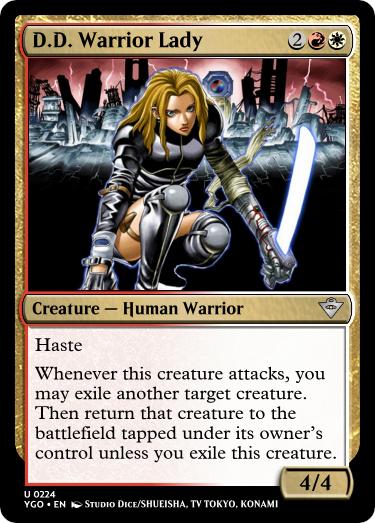 D.D. Warrior Lady 2
Creature — Human Warrior
Haste
Whenever this creature attacks, you
may exile another target creature.
Then return that creature to the
battlefield tapped under its owner's
control unless you exile this creature.
4/4
U 0224
YGO • EN Studio Dice/SHUEISHA, TV TOKYO, KONAMI